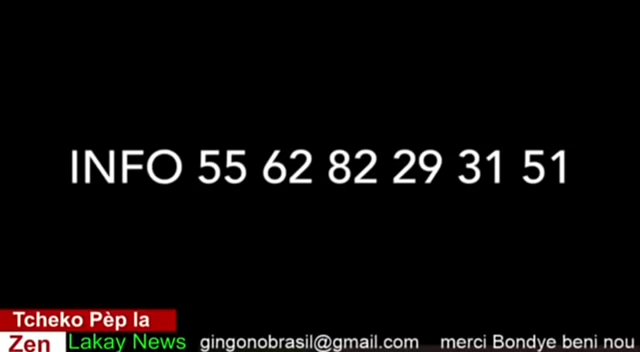 INFO 55 62 82 29 31 51
Tcheko Pèp la
Zen Lakay News gingonobrasil@gmail.com merci Bondye beni nou